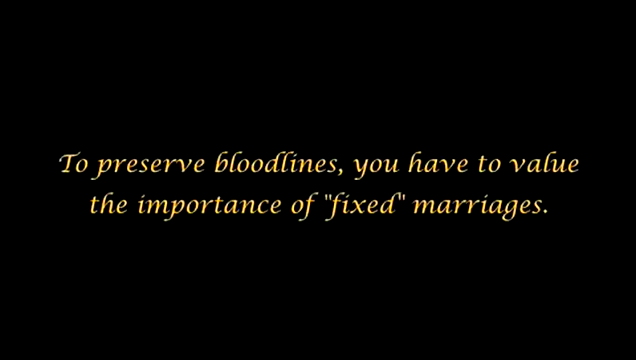 To preserve bloodlines, you have to value
the importance of "fixed" marriages.